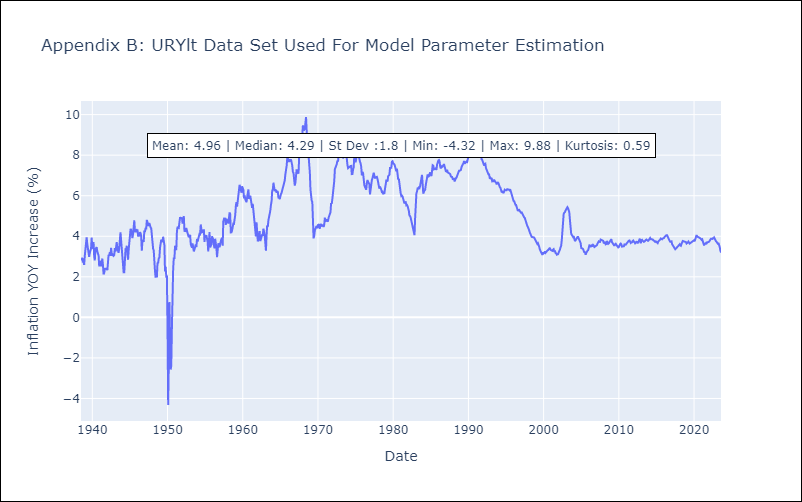 Appendix B: URYlt Data Set Used For Model Parameter Estimation
Mean: 4.96 | Median: 4.29 | St Dev :1.8 | Min: -4.32 | Max: 9.88 | Kurtosis: 0.59
Inflation YOY Increase (%)
10
8
6
4
2
0
−2
−4
1940 1950 1960 1970 1980 1990 2000 2010 2020
Date